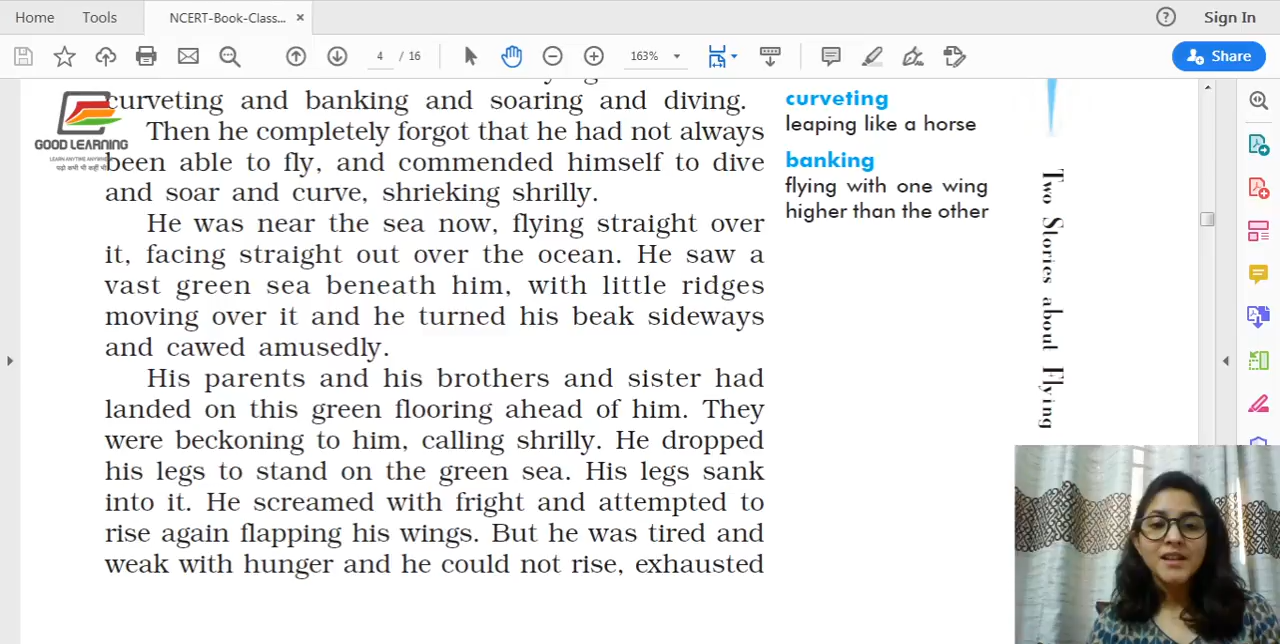 Home Tools NCERT-Book-Class... × Sign In
4 / 16 163% Share
curveting and banking and soaring and diving.
Then he completely forgot that he had not always
been able to fly, and commended himself to dive
and soar and curve, shrieking shrilly.
He was near the sea now, flying straight over
it, facing straight out over the ocean. He saw a
vast green sea beneath him, with little ridges
moving over it and he turned his beak sideways
and cawed amusedly.
His parents and his brothers and sister had
landed on this green flooring ahead of him. They
were beckoning to him, calling shrilly. He dropped
his legs to stand on the green sea. His legs sank
into it. He screamed with fright and attempted to
rise again flapping his wings. But he was tired and
weak with hunger and he could not rise, exhausted
curveting
leaping like a horse
banking
flying with one wing
higher than the other
Two Stories about Flying
GOOD LEARNING
LEARN ANYTIME ANYWHERE
पढ़ो कभी भी कहीं भी